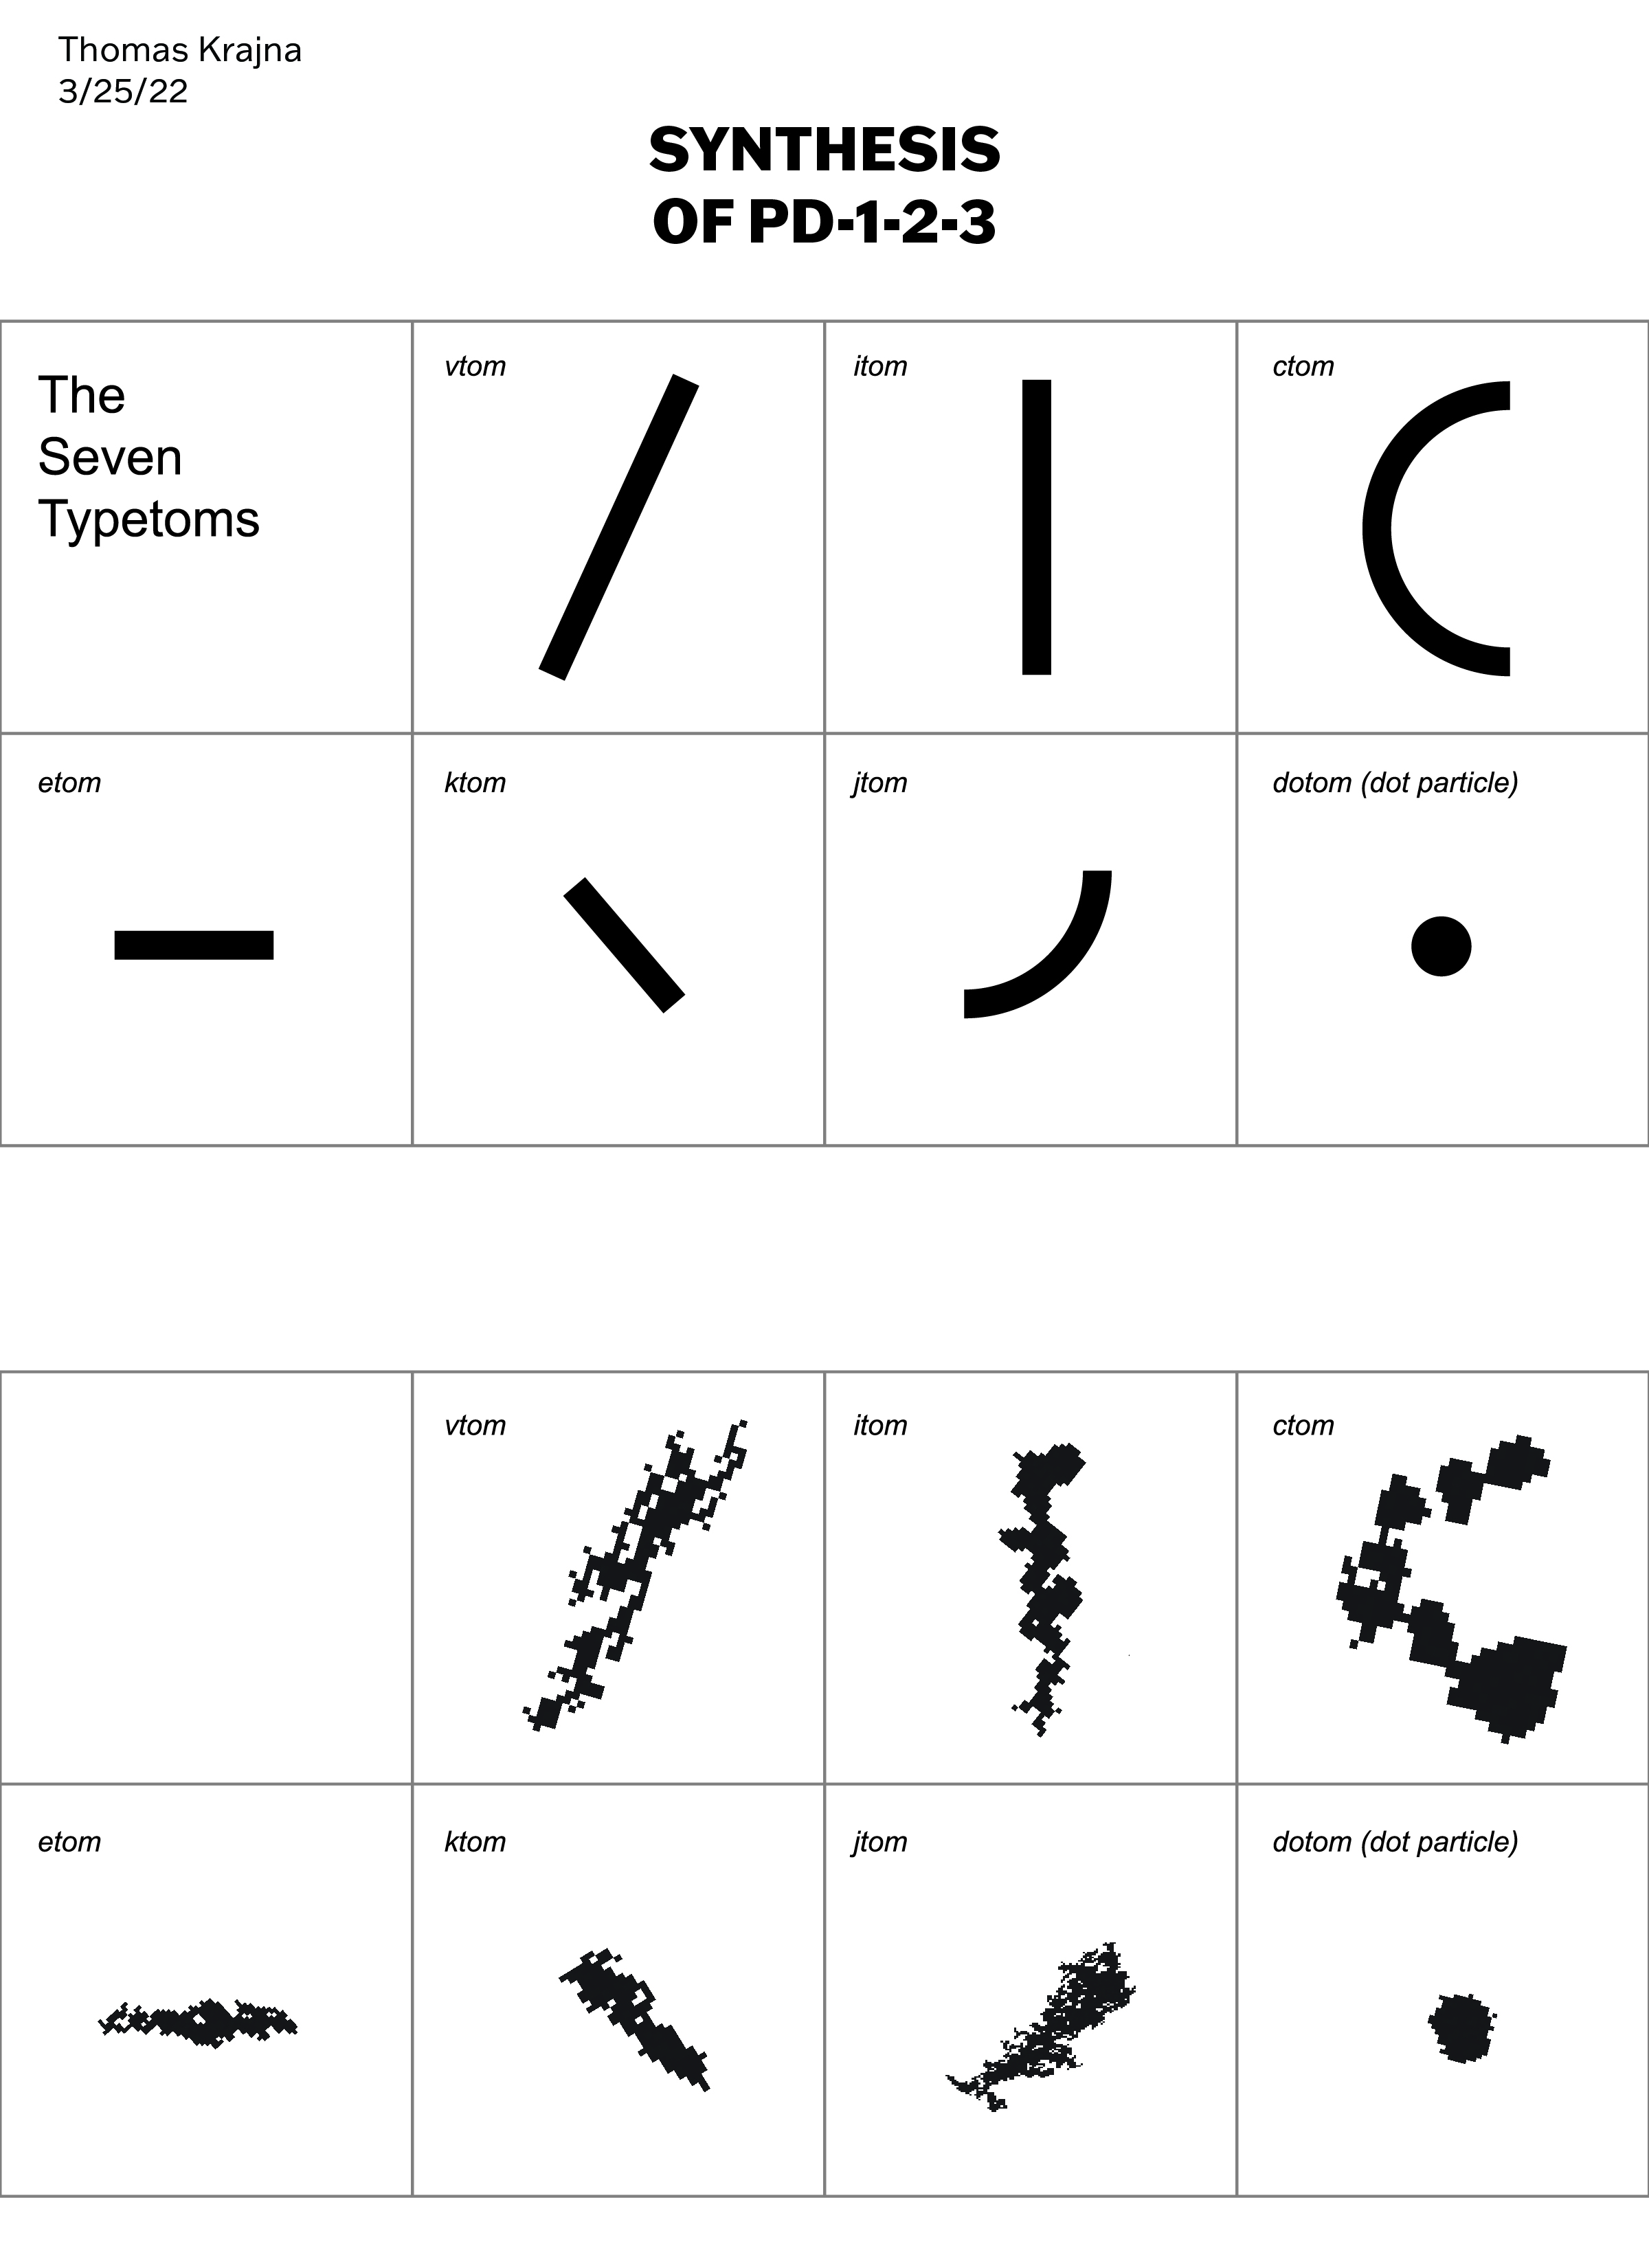 Thomas Krajna
3/25/22
SYNTHESIS
OF PD-1-2-3
The
Seven
Typetoms
vtom
itom
ctom
etom
ktom
jtom
dotom (dot particle)
vtom
itom
ctom
etom
ktom
jtom
dotom (dot particle)